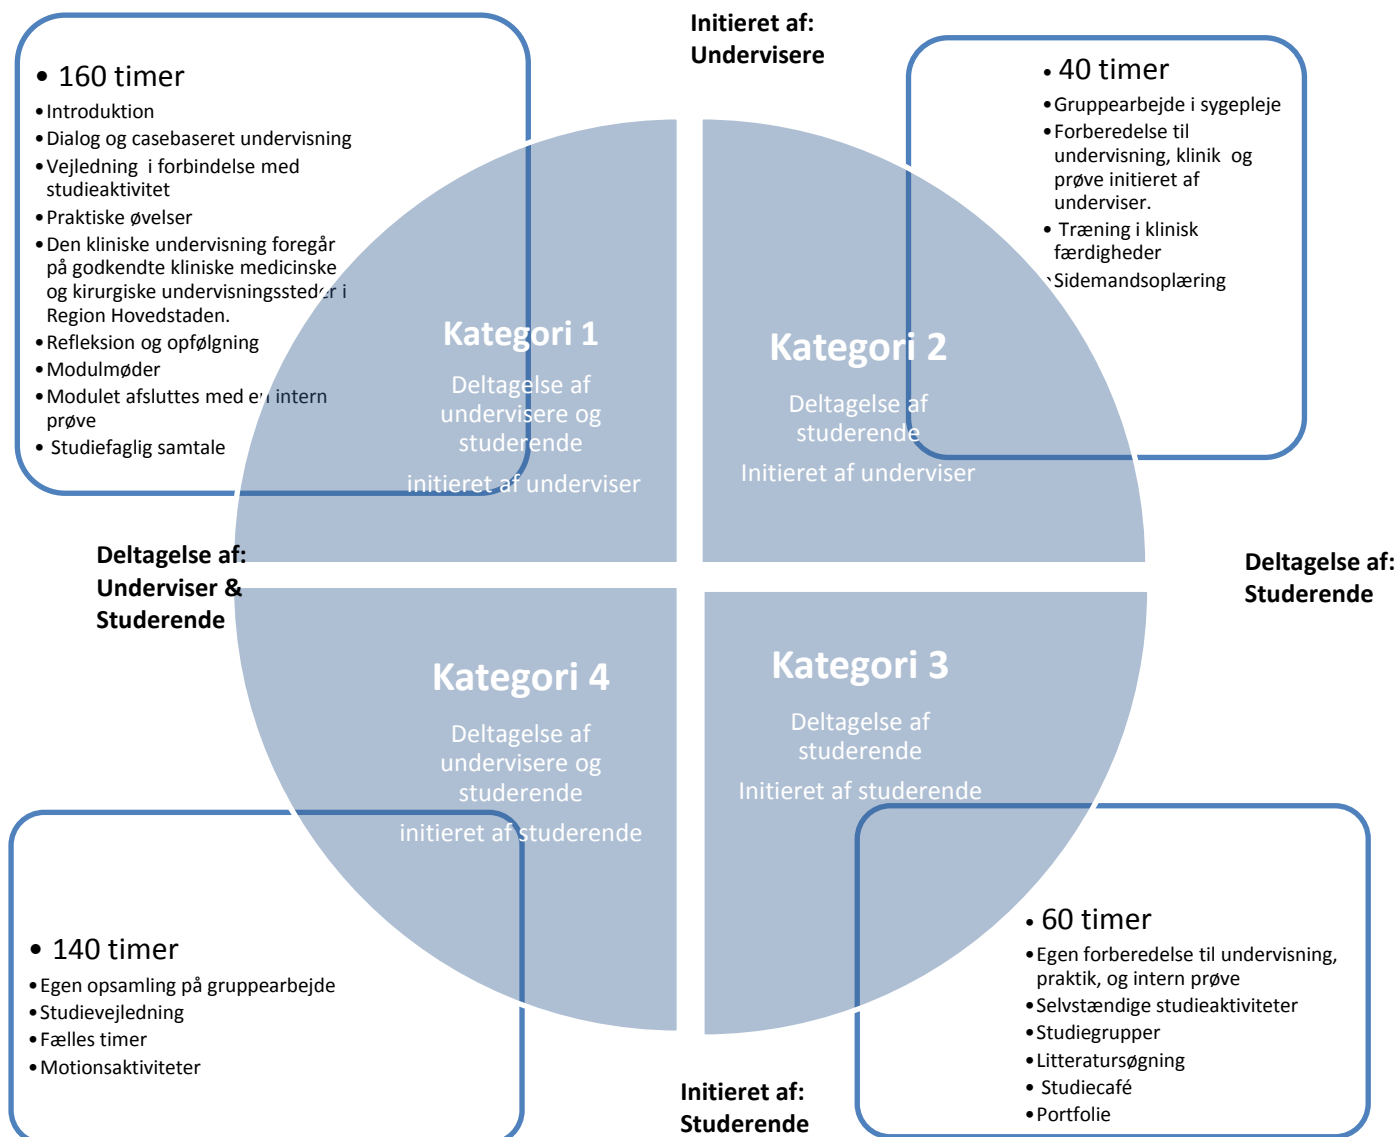 Initieret af:
Undervisere
• 160 timer
•Introduktion
•Dialog og casebaseret undervisning
•Vejledning i forbindelse med
studieaktivitet
•Praktiske øvelser
•Den kliniske undervisning foregår
på godkendte kliniske medicinske
og kirurgiske undervisningssteder i
Region Hovedstaden.
•Refleksion og opfølgning
•Modulmøder
•Modulet afsluttes med en intern
prøve
• Studiefaglig samtale
• 40 timer
•Gruppearbejde i sygepleje
•Forberedelse til
undervisning, klinik og
prøve initieret af
underviser.
• Træning i klinisk
færdigheder
•Sidemandsoplæring
Kategori 1
Deltagelse af
undervisere og
studerende
initieret af underviser
Kategori 2
Deltagelse af
studerende
Initieret af underviser
Deltagelse af:
Underviser &
Studerende
Deltagelse af:
Studerende
Kategori 4
Deltagelse af
undervisere og
studerende
initieret af studerende
Kategori 3
Deltagelse af
studerende
Initieret af studerende
• 140 timer
•Egen opsamling på gruppearbejde
•Studievejledning
•Fælles timer
•Motionsaktiviteter
• 60 timer
•Egen forberedelse til undervisning,
praktik, og intern prøve
•Selvstændige studieaktiviteter
•Studiegrupper
•Litteratursøgning
• Studiecafé
•Portfolie
Initieret af:
Studerende